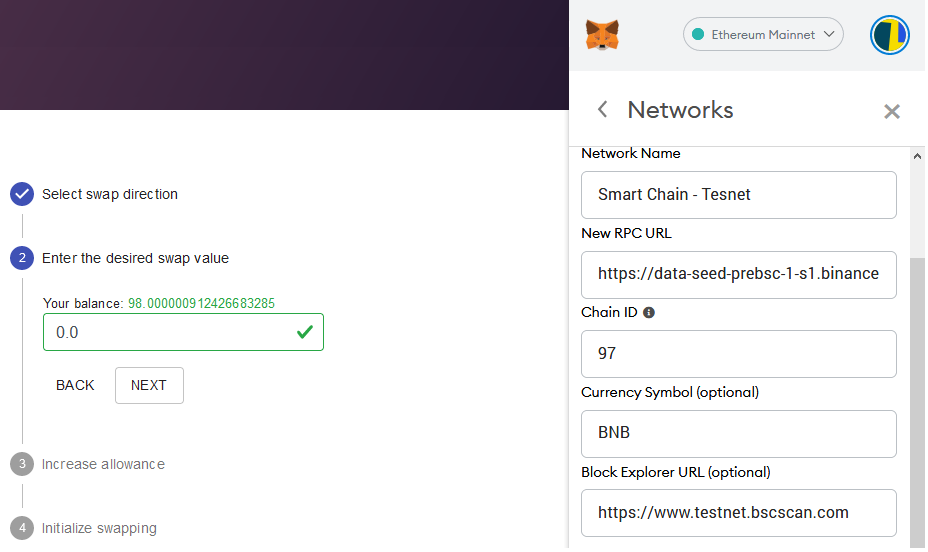 Select swap direction
2 Enter the desired swap value
Your balance: 98.000000912426683285
0.0
BACK NEXT
3 Increase allowance
4 Initialize swapping
Ethereum Mainnet
Networks
Network Name
Smart Chain - Tesnet
New RPC URL
https://data-seed-prebsc-1-s1.binance
Chain ID
97
Currency Symbol (optional)
BNB
Block Explorer URL (optional)
https://www.testnet.bscscan.com